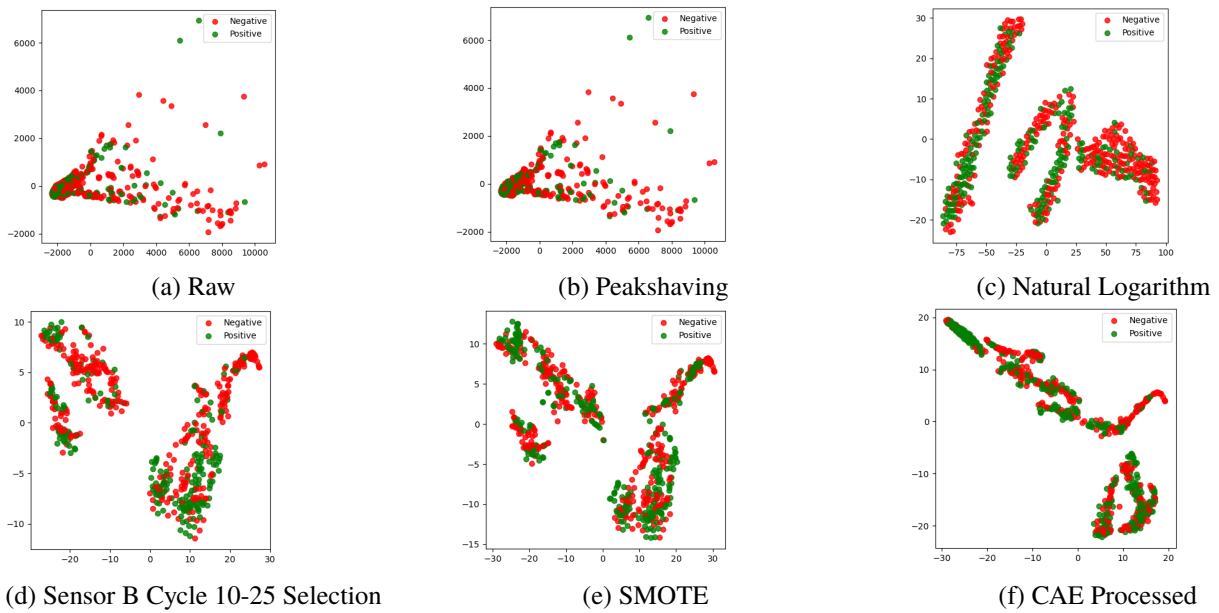 Negative
Positive
6000
4000
2000
0
−2000
−2000 0 2000 4000 6000 8000 10000
(a) Raw
Negative
Positive
6000
4000
2000
0
−2000
−2000 0 2000 4000 6000 8000 10000
(b) Peakshaving
Negative
Positive
30
20
10
0
−10
−20
−75 −50 −25 0 25 50 75 100
(c) Natural Logarithm
Negative
Positive
10
5
0
−5
−10
−20 −10 0 10 20 30
(d) Sensor B Cycle 10-25 Selection
Negative
Positive
15
10
5
0
−5
−10
−15
−30 −20 −10 0 10 20 30
(e) SMOTE
Negative
Positive
20
10
0
−10
−20
−30 −20 −10 0 10 20
(f) CAE Processed